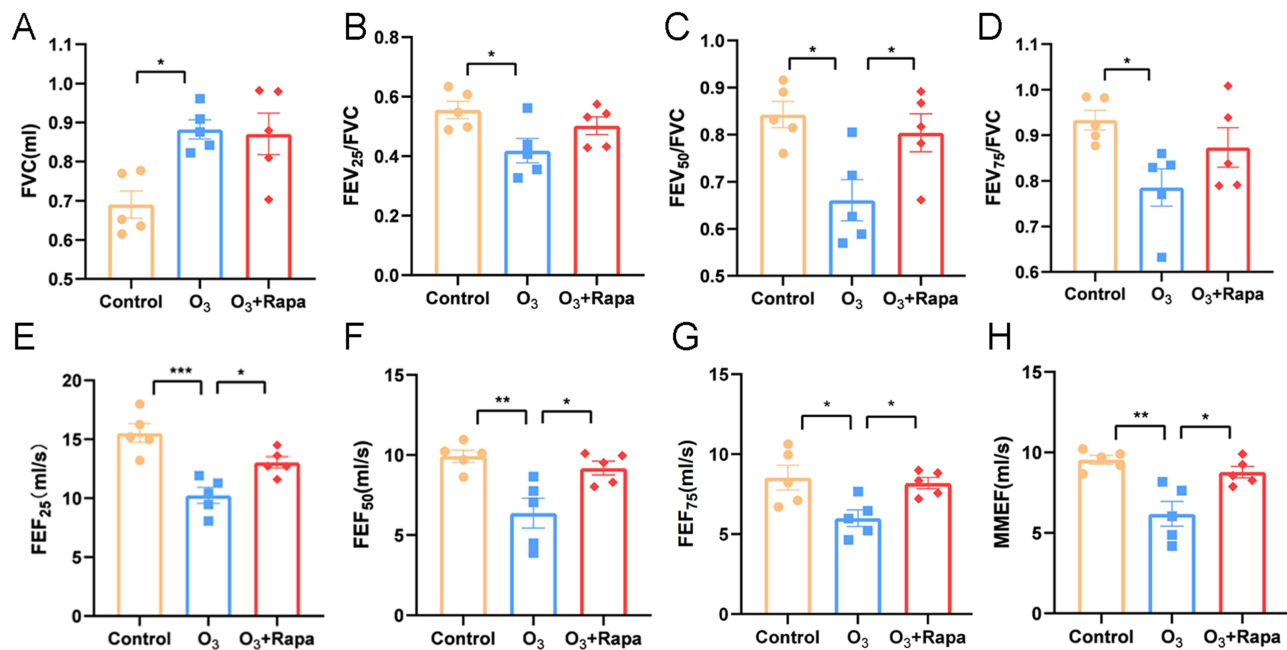 A
FVC(ml)
1.1
1.0
0.9
0.8
0.7
0.6
0.5
*
Control
O₃
O₃+Rapa
B
FEV₂₅/FVC
0.8
0.6
0.4
0.2
0.0
*
Control
O₃
O₃+Rapa
C
FEV₅₀/FVC
1.0
0.9
0.8
0.7
0.6
0.5
*
*
Control
O₃
O₃+Rapa
D
FEV₇₅/FVC
1.1
1.0
0.9
0.8
0.7
0.6
*
Control
O₃
O₃+Rapa
E
FEF₂₅(ml/s)
20
15
10
5
0
***
*
Control
O₃
O₃+Rapa
F
FEF₅₀(ml/s)
15
10
5
0
**
*
Control
O₃
O₃+Rapa
G
FEF₇₅(ml/s)
15
10
5
0
*
*
Control
O₃
O₃+Rapa
H
MMEF(ml/s)
15
10
5
0
**
*
Control
O₃
O₃+Rapa